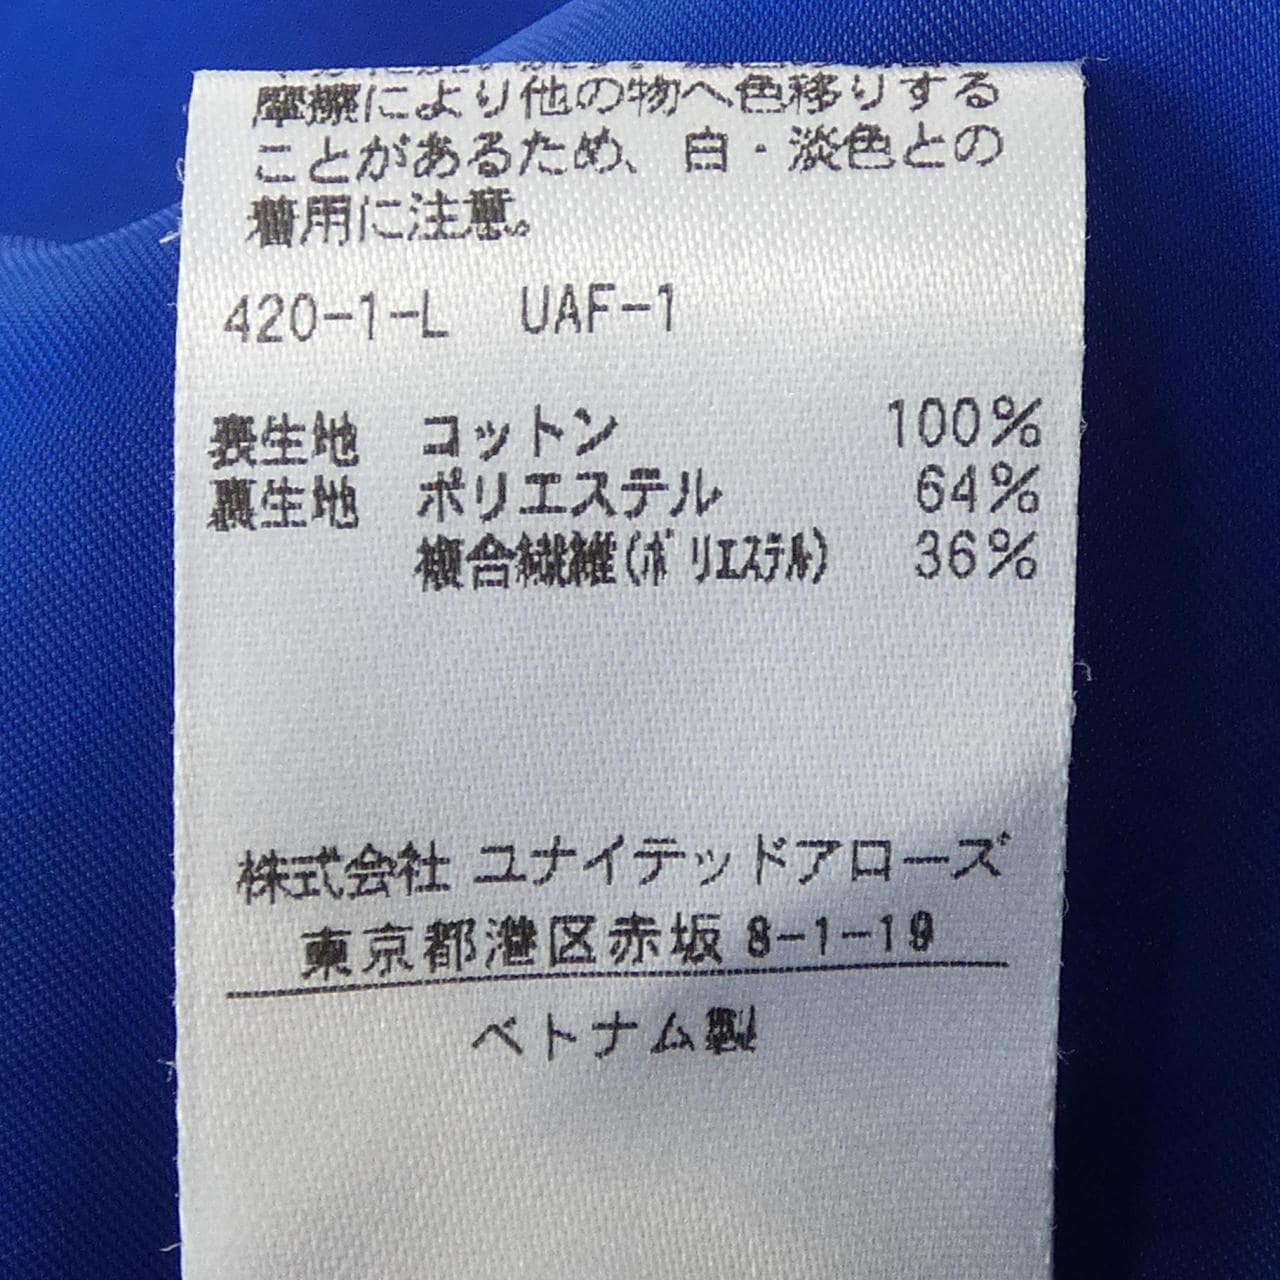 摩擦により他の物へ色移りする
ことがあるため、白・淡色との
着用に注意。
420-1-L UAF-1
表生地 コットン 100%
裏生地 ポリエステル 64%
複合繊維(ポリエステル) 36%
株式会社 ユナイテッドアローズ
東京都港区赤坂 8-1-19
ベトナム製